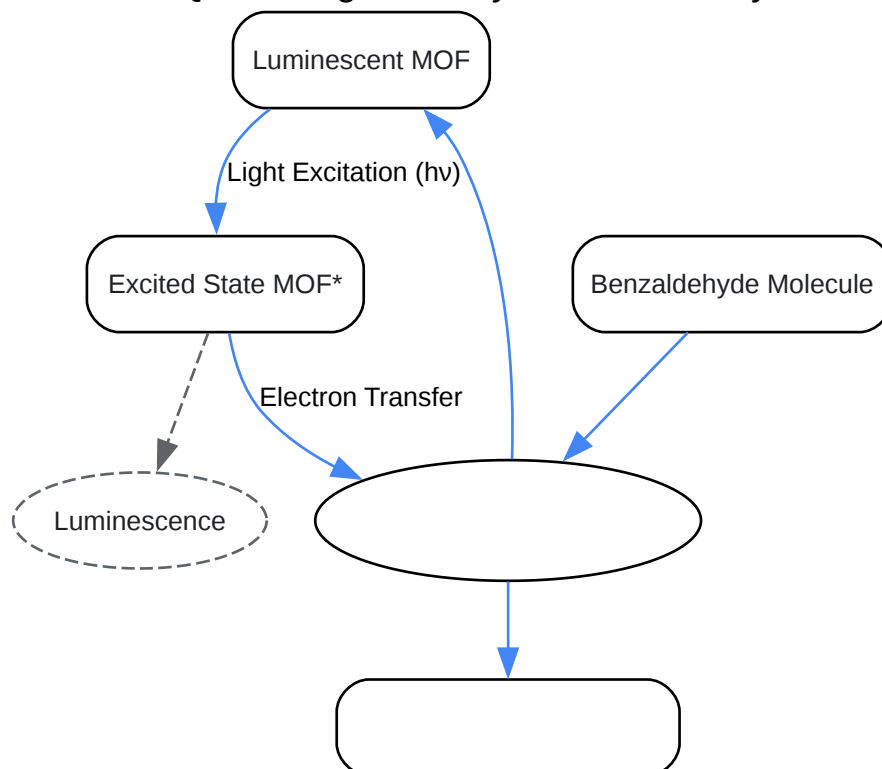 Luminescent MOF
Light Excitation (hν)
Excited State MOF*
Benzaldehyde Molecule
Electron Transfer
Luminescence